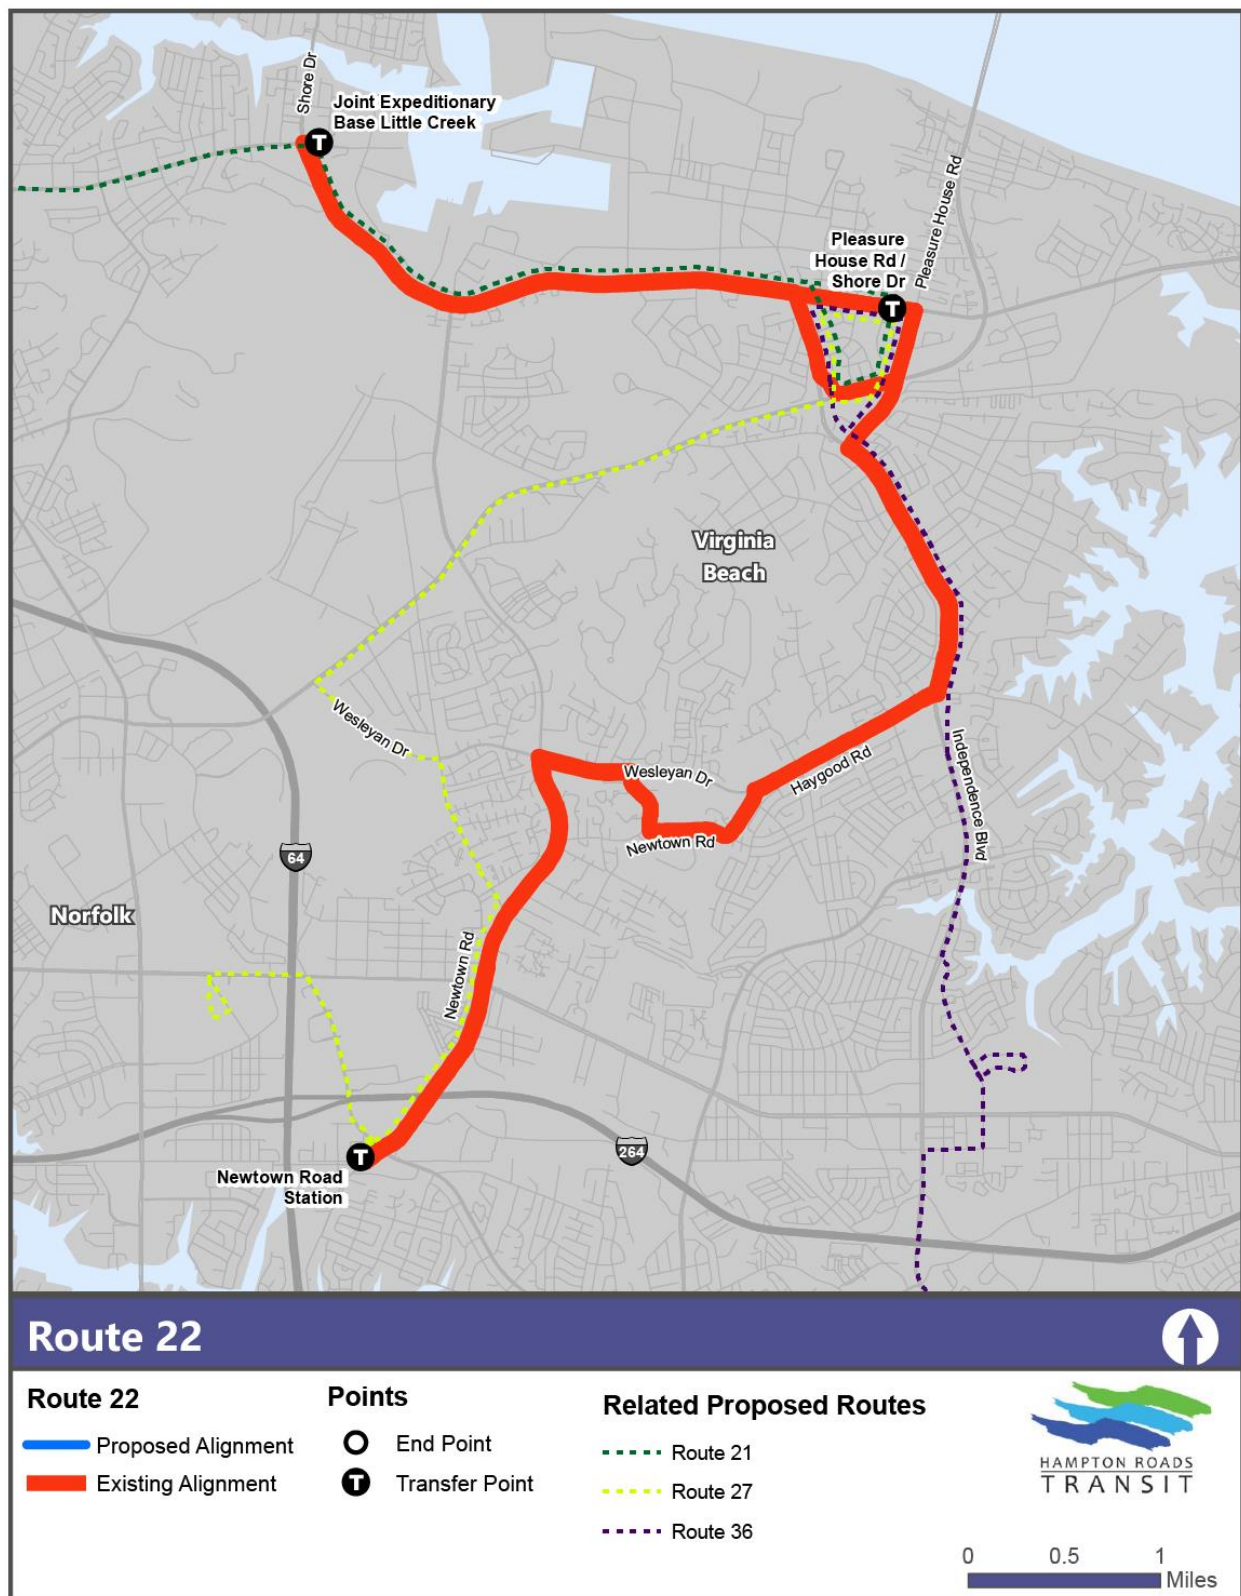 Shore Dr
Joint Expeditionary
Base Little Creek
T
Pleasure House Rd
Pleasure
House Rd /
Shore Dr
T
Virginia
Beach
Wesleyan Dr
Wesleyan Dr
Haygood Rd
Independence Blvd
Newtown Rd
64
Norfolk
Newtown Rd
264
T
Newtown Road
Station
Route 22
Route 22
Proposed Alignment
Existing Alignment
Points
End Point
T Transfer Point
Related Proposed Routes
Route 21
Route 27
Route 36
HAMPTON ROADS
TRANSIT
0 0.5 1
Miles